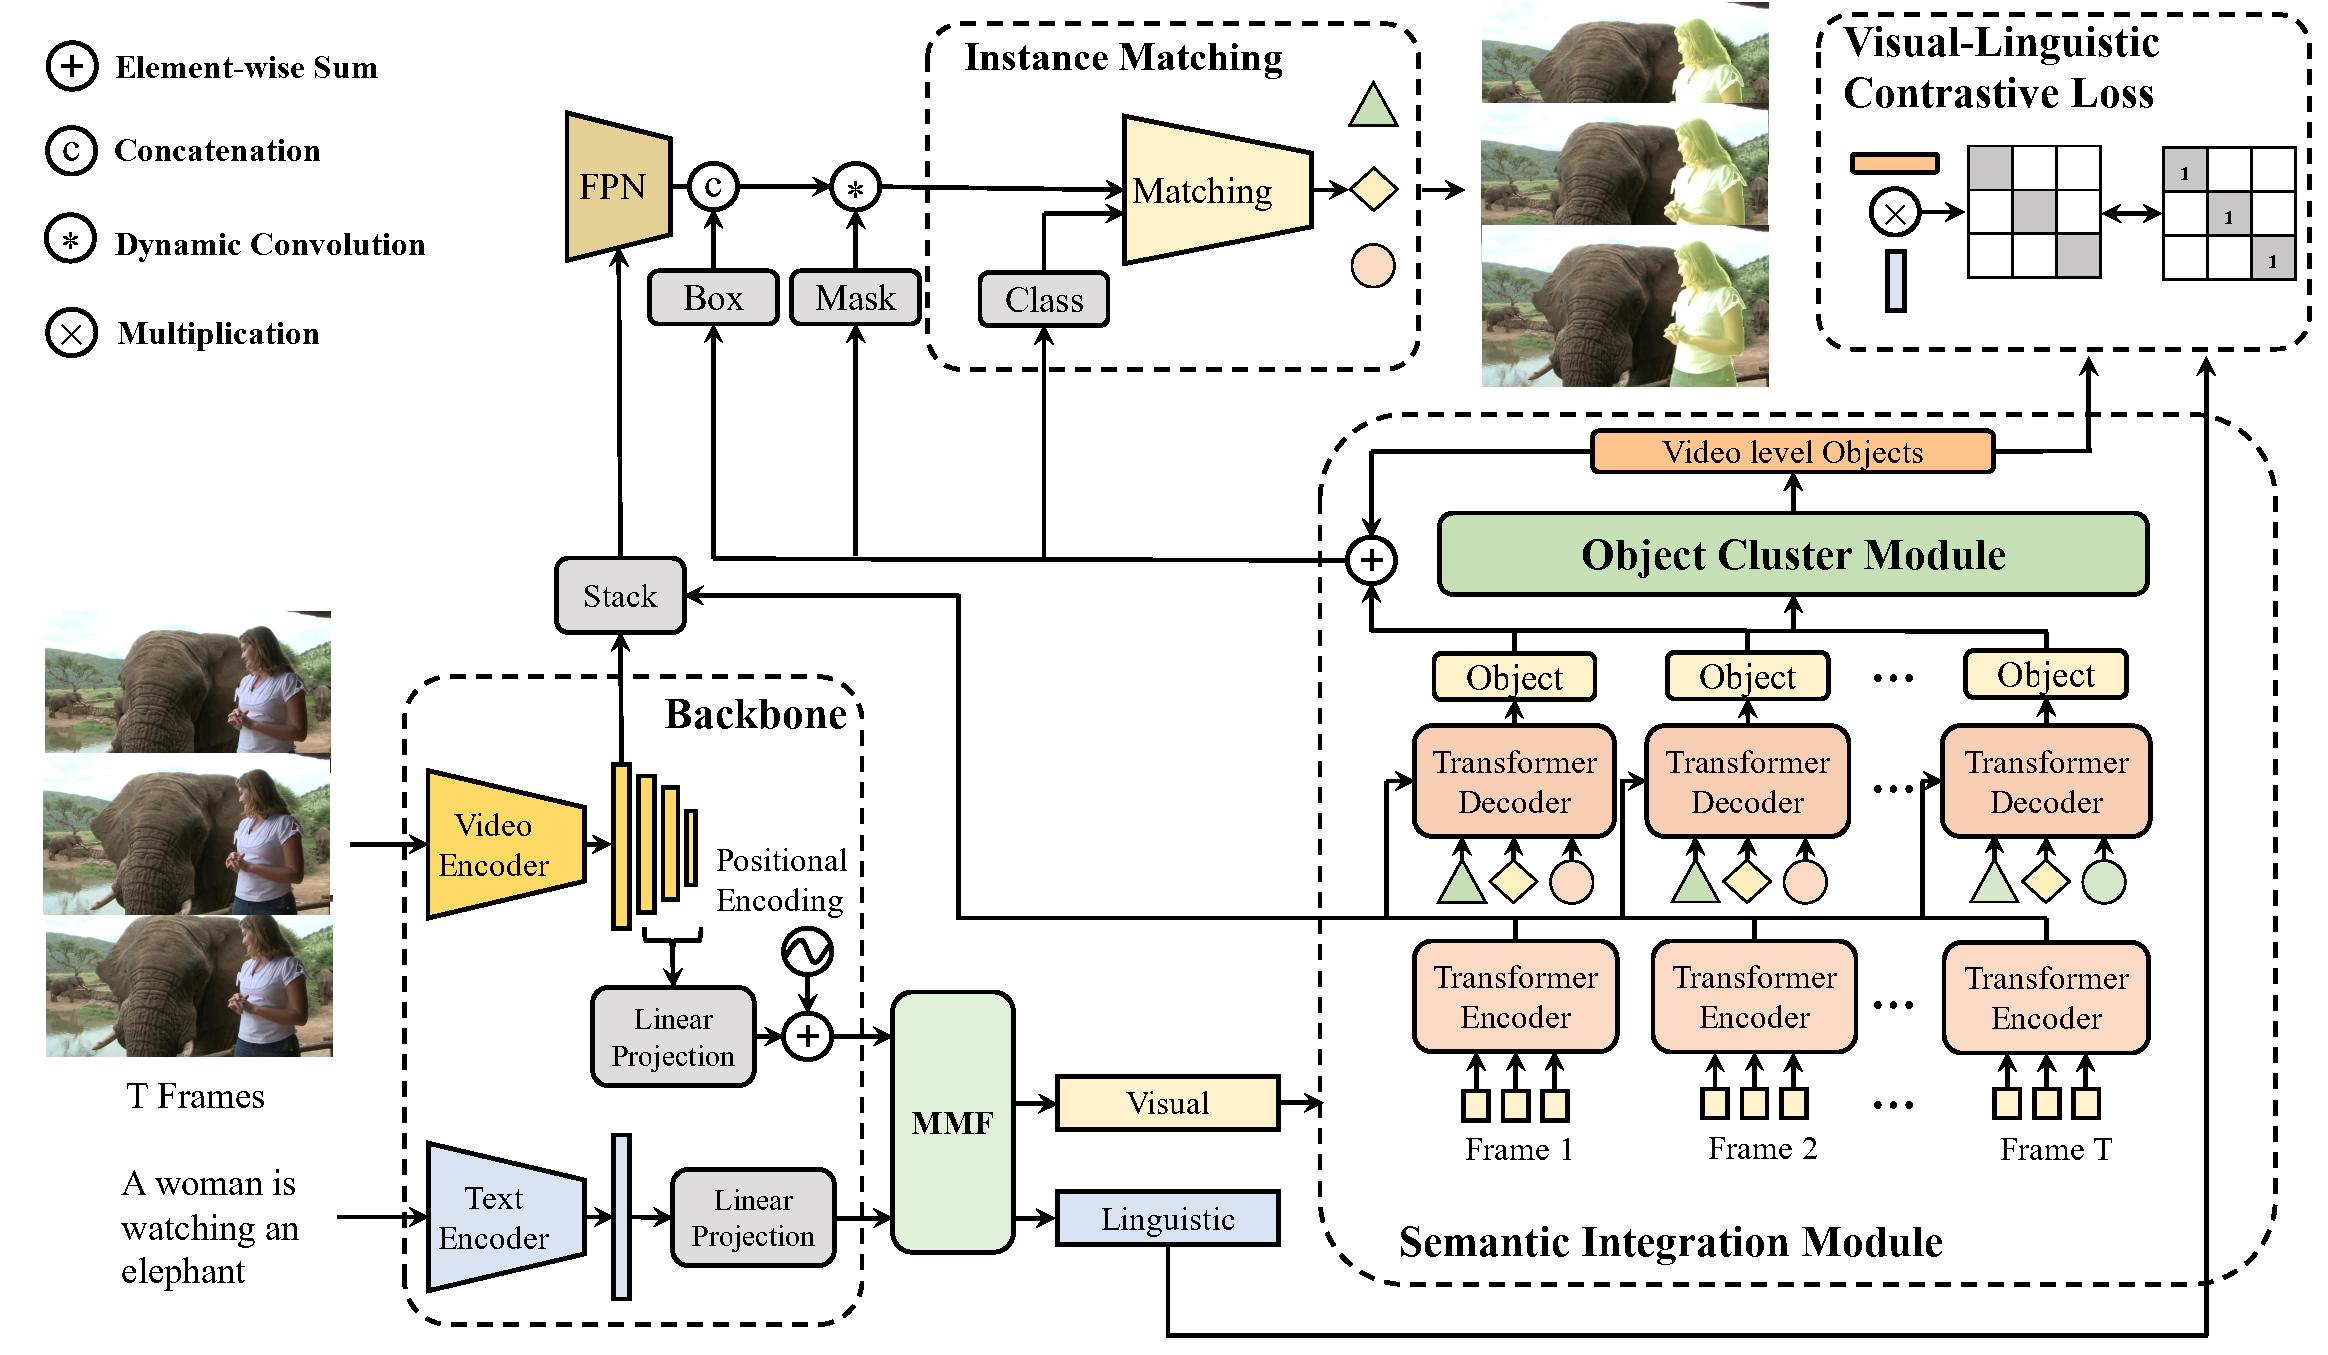 Element-wise Sum
c
Concatenation
*
Dynamic Convolution
Multiplication
FPN
c
*
Box
Mask
Instance Matching
Matching
Class
Visual-Linguistic
Contrastive Loss
1
1
1
Video level Objects
Object Cluster Module
Object
Object
...
Object
Transformer
Decoder
Transformer
Decoder
...
Transformer
Decoder
Transformer
Encoder
Transformer
Encoder
...
Transformer
Encoder
...
Frame 1
Frame 2
Frame T
Semantic Integration Module
Stack
Backbone
Video
Encoder
Positional
Encoding
Linear
Projection
T Frames
A woman is
watching an
elephant
Text
Encoder
Linear
Projection
MMF
Visual
Linguistic